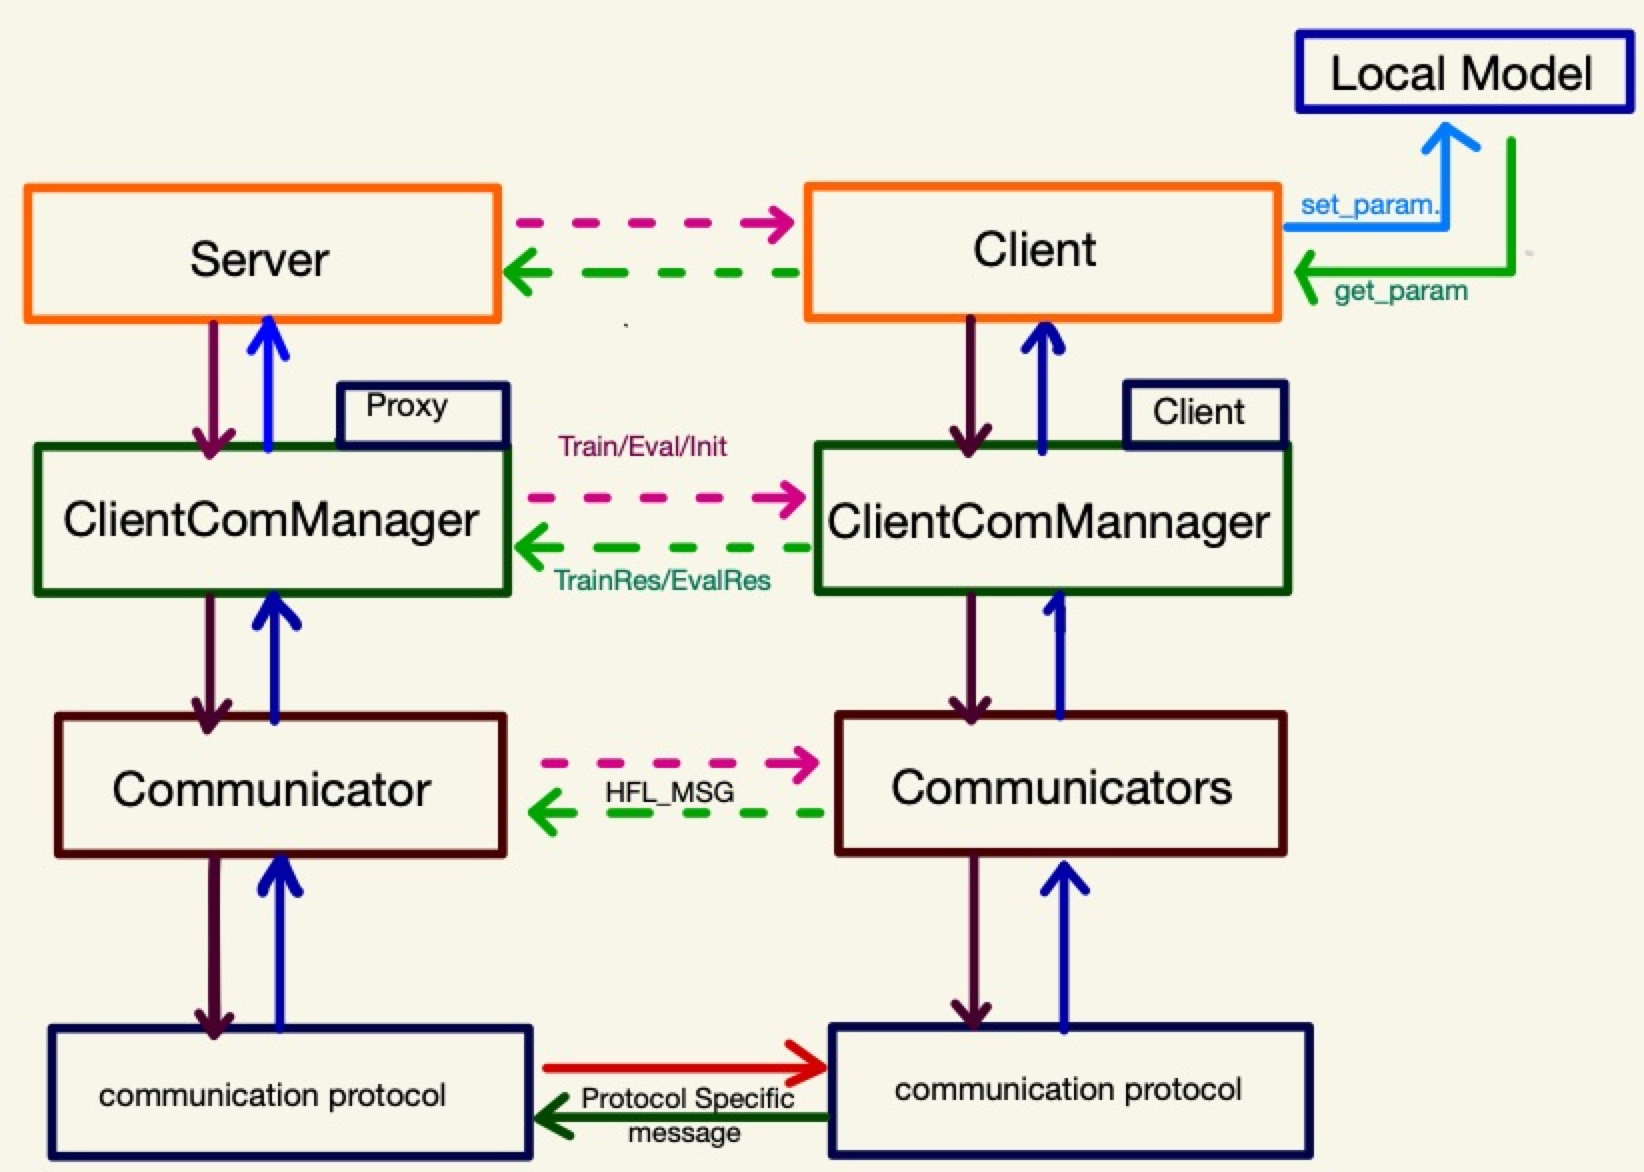 Local Model
set_param.
Server
Client
get_param
Proxy
Client
Train/Eval/Init
ClientComManager
ClientComMannager
TrainRes/EvalRes
Communicator
HFL_MSG
Communicators
communication protocol
Protocol Specific
message
communication protocol